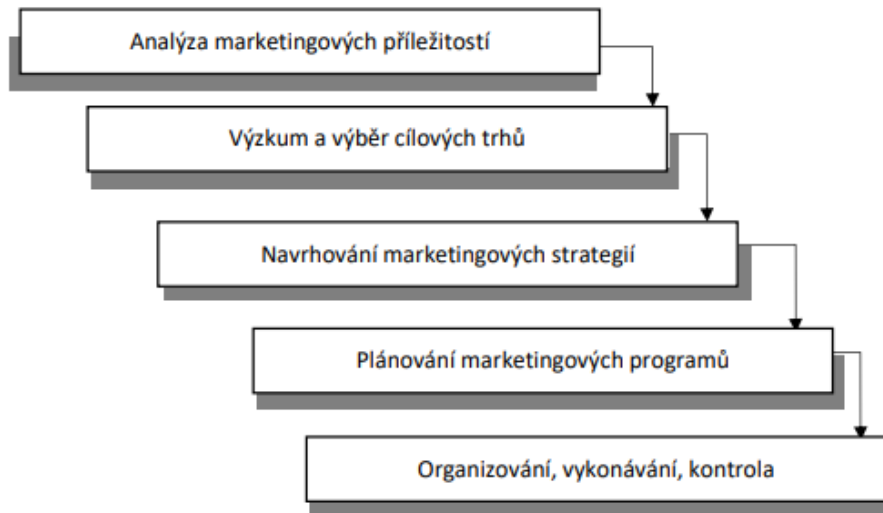 Analýza marketingových příležitostí
Výzkum a výběr cílových trhů
Navrhování marketingových strategií
Plánování marketingových programů
Organizování, vykonávání, kontrola